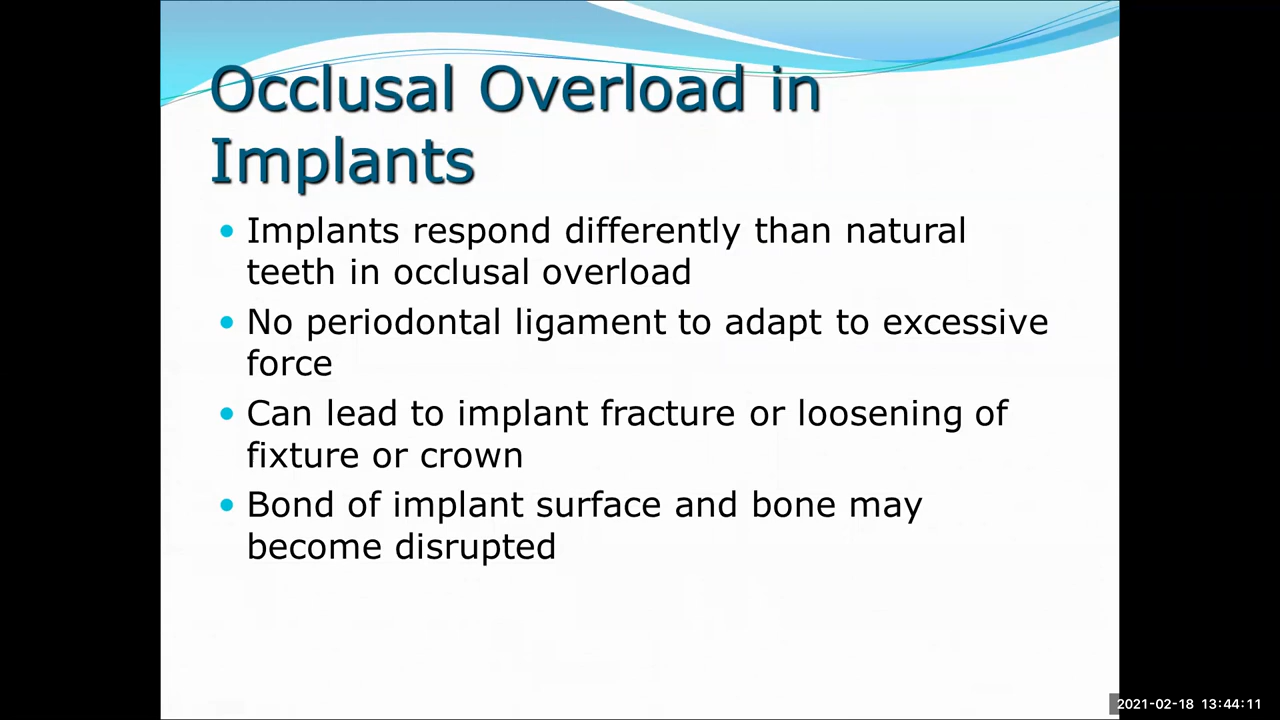 Occlusal Overload in
Implants
• Implants respond differently than natural
teeth in occlusal overload
• No periodontal ligament to adapt to excessive
force
• Can lead to implant fracture or loosening of
fixture or crown
• Bond of implant surface and bone may
become disrupted
2021-02-18 13:44:11